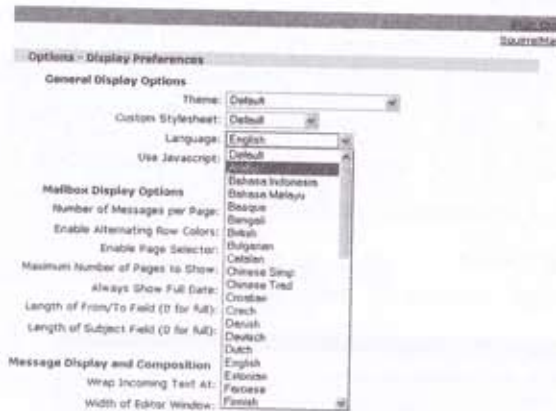 Sign Out
SquirrelMa
Options - Display Preferences
General Display Options
Theme: Default
Custom Stylesheet: Default
Language: English
Use Javascript: Default
Bahasa Indonesia
Mailbox Display Options
Bahasa Melayu
Basque
Number of Messages per Page:
Bengali
Enable Alternating Row Colors: British
Enable Page Selector: Bulgarian
Catalan
Maximum Number of Pages to Show: Chinese Simp
Chinese Trad
Always Show Full Date:
Croatian
Length of From/To Field (0 for full): Czech
Danish
Length of Subject Field (0 for full): Deutsch
Dutch
English
Message Display and Composition
Estonian
Wrap Incoming Text At: Faroese
Width of Editor Window: Finnish